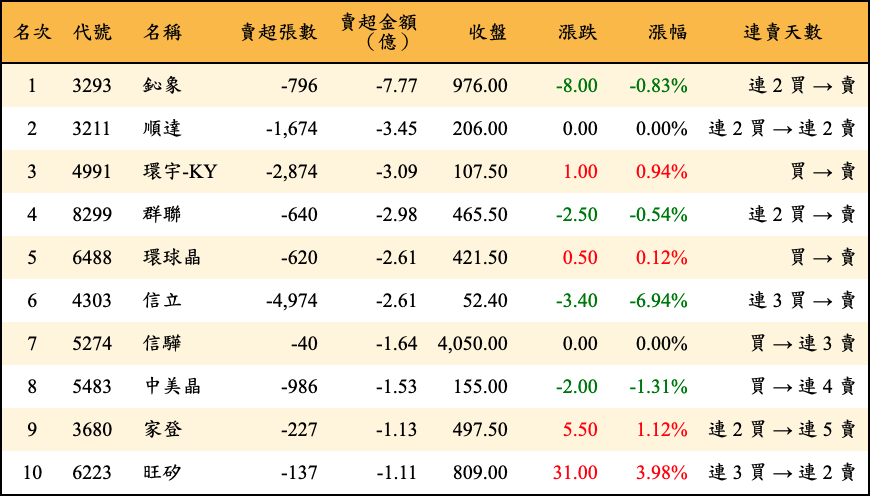 名次 代號 名稱 賣超張數 賣超金額（億） 收盤 漲跌 漲幅 連賣天數
1 3293 鈊象 -796 -7.77 976.00 -8.00 -0.83% 連 2 買 → 賣
2 3211 順達 -1,674 -3.45 206.00 0.00 0.00% 連 2 買 → 連 2 賣
3 4991 環宇-KY -2,874 -3.09 107.50 1.00 0.94% 買 → 賣
4 8299 群聯 -640 -2.98 465.50 -2.50 -0.54% 連 2 買 → 賣
5 6488 環球晶 -620 -2.61 421.50 0.50 0.12% 買 → 賣
6 4303 信立 -4,974 -2.61 52.40 -3.40 -6.94% 連 3 買 → 賣
7 5274 信驊 -40 -1.64 4,050.00 0.00 0.00% 買 → 連 3 賣
8 5483 中美晶 -986 -1.53 155.00 -2.00 -1.31% 買 → 連 4 賣
9 3680 家登 -227 -1.13 497.50 5.50 1.12% 連 2 買 → 連 5 賣
10 6223 旺矽 -137 -1.11 809.00 31.00 3.98% 連 3 買 → 連 2 賣